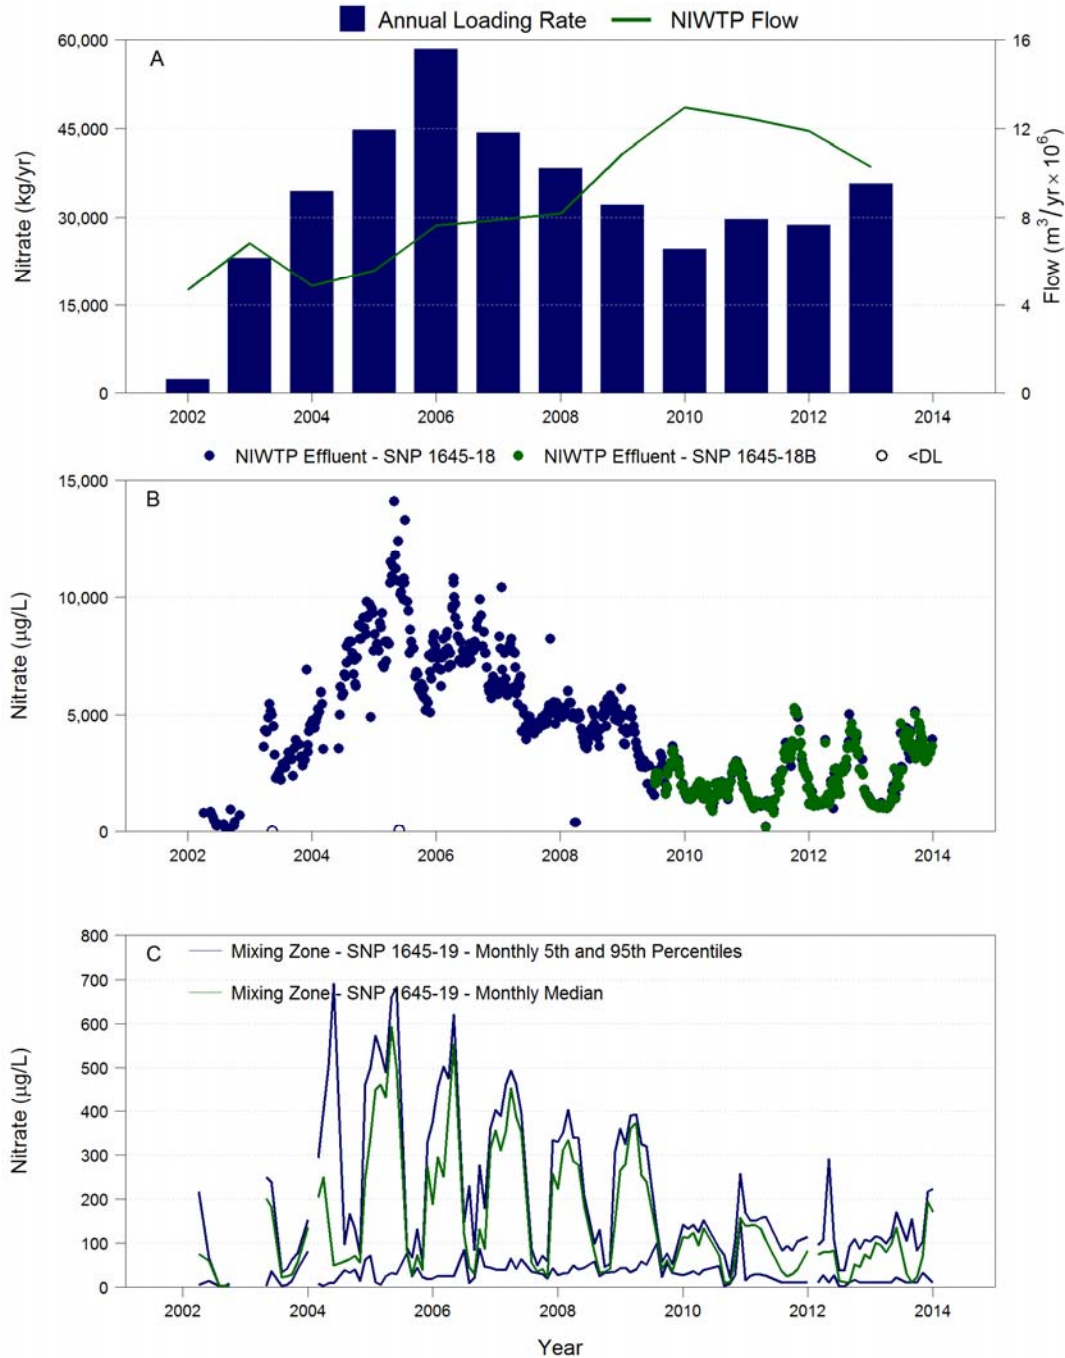 Annual Loading Rate NIWTP Flow
A
60,000
45,000
30,000
15,000
0
Nitrate (kg/yr)
16
12
8
4
0
Flow (m³/yr × 10⁶)
2002 2004 2006 2008 2010 2012 2014
NIWTP Effluent - SNP 1645-18 NIWTP Effluent - SNP 1645-18B <DL
B
15,000
10,000
5,000
0
Nitrate (µg/L)
2002 2004 2006 2008 2010 2012 2014
C
Mixing Zone - SNP 1645-19 - Monthly 5th and 95th Percentiles
Mixing Zone - SNP 1645-19 - Monthly Median
800
700
600
500
400
300
200
100
0
Nitrate (µg/L)
2002 2004 2006 2008 2010 2012 2014
Year